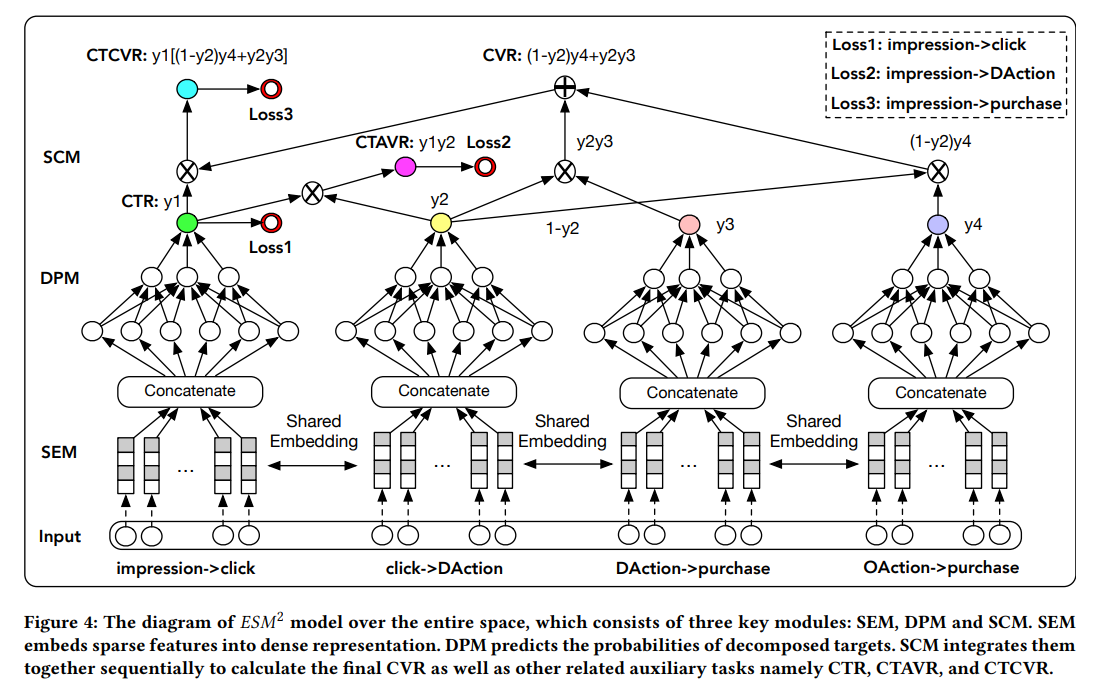 CTCVR: y1[(1-y2)y4+y2y3]
CVR: (1-y2)y4+y2y3
Loss1: impression->click
Loss2: impression->DAction
Loss3: impression->purchase
Loss3
SCM
CTAVR: y1y2 Loss2
y2y3
(1-y2)y4
CTR: y1
Loss1
y2
1-y2
y3
y4
DPM
Concatenate
Concatenate
Concatenate
Concatenate
SEM
...
Shared
Embedding
...
Shared
Embedding
...
Shared
Embedding
...
Input
impression->click
click->DAction
DAction->purchase
OAction->purchase
Figure 4: The diagram of ESM² model over the entire space, which consists of three key modules: SEM, DPM and SCM. SEM
embeds sparse features into dense representation. DPM predicts the probabilities of decomposed targets. SCM integrates them
together sequentially to calculate the final CVR as well as other related auxiliary tasks namely CTR, CTAVR, and CTCVR.